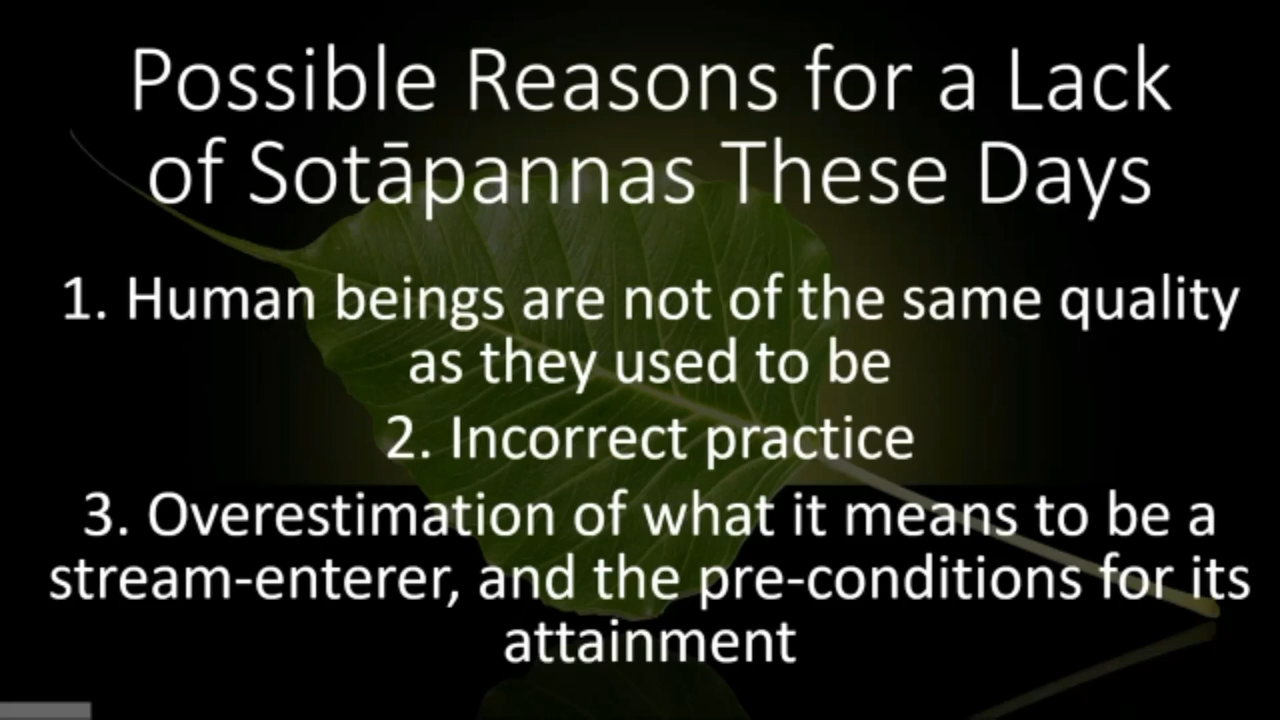 Possible Reasons for a Lack
of Sotāpannas These Days
1. Human beings are not of the same quality
as they used to be
2. Incorrect practice
3. Overestimation of what it means to be a
stream-enterer, and the pre-conditions for its
attainment